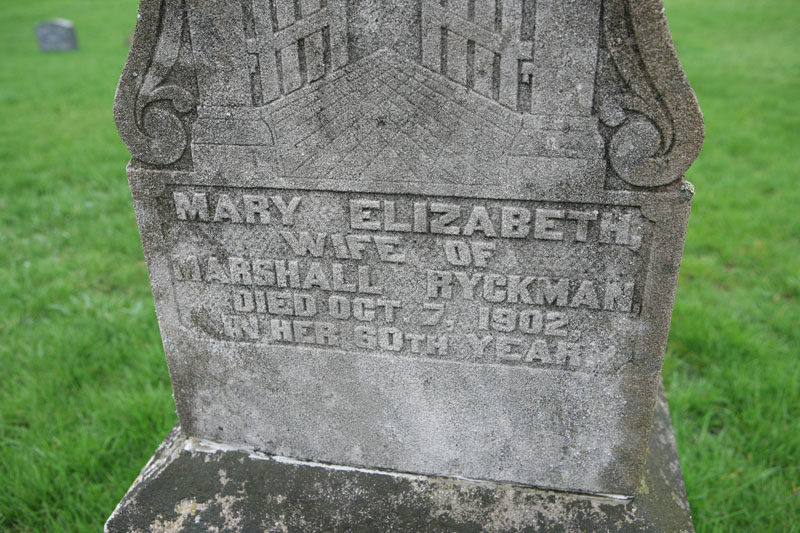 MARY ELIZABETH,
WIFE OF
MARSHALL RYCKMAN,
DIED OCT. 7, 1902.
IN HER 60TH YEAR.